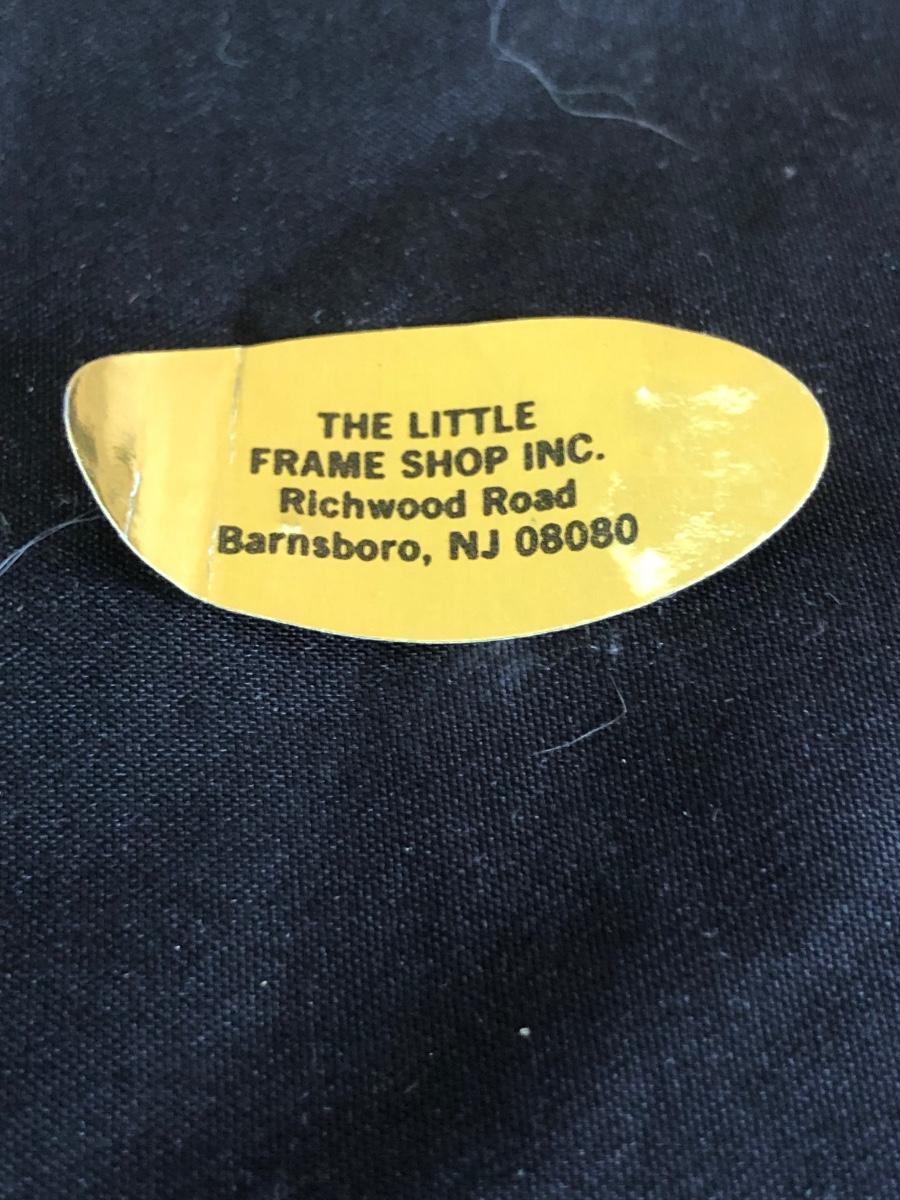 THE LITTLE
FRAME SHOP INC.
Richwood Road
Barnsboro, NJ 08080